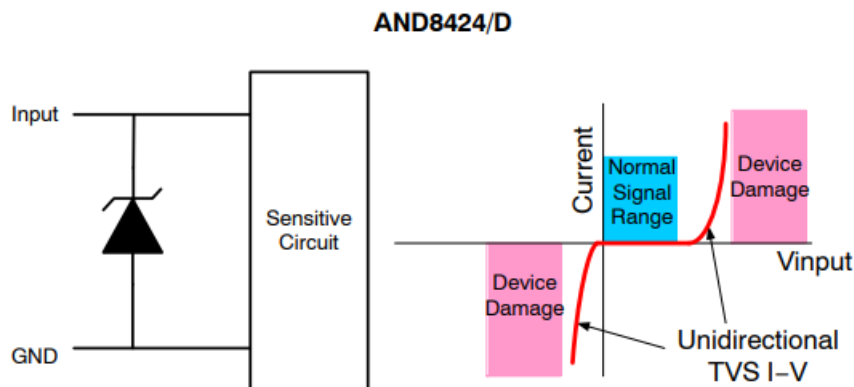 AND8424/D
Input
GND
Sensitive
Circuit
Current
Normal
Signal
Range
Device
Damage
Vinput
Device
Damage
Unidirectional
TVS I−V